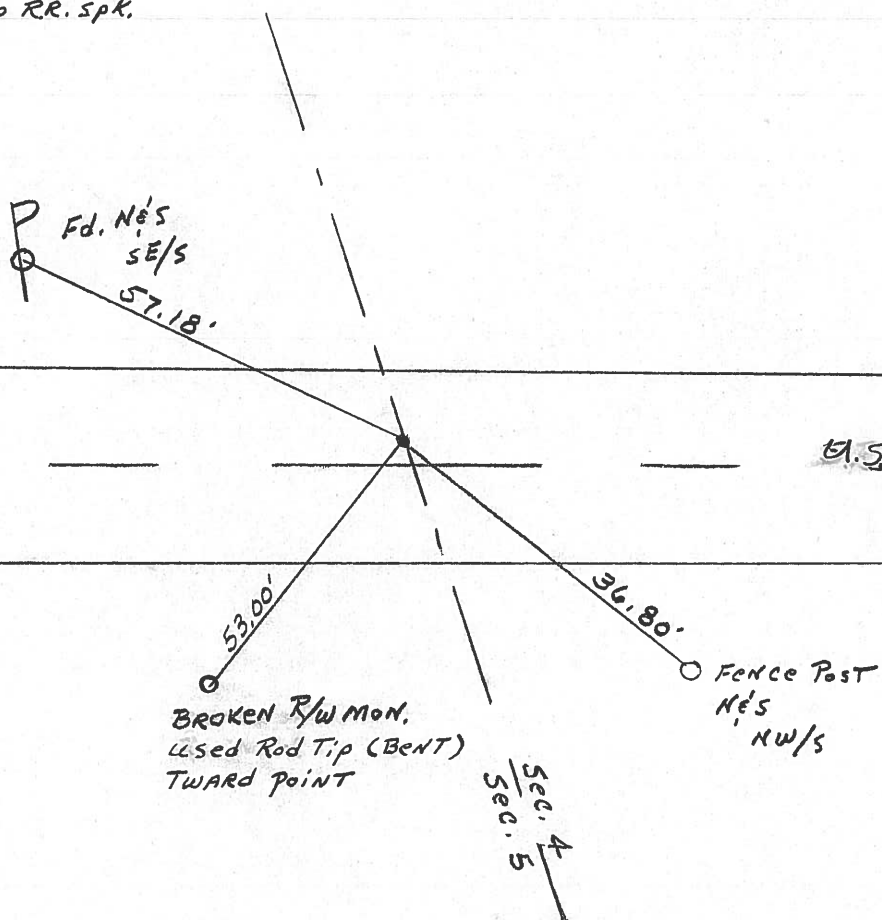 RR. SPK.
Fd. N&S
SE/S
57.18'
U.S.
53.00'
36.80'
FENCE POST
N&S
NW/S
BROKEN R/W MON.
Used Rod Tip (BENT)
TWARD POINT
Sec. 4
Sec. 5